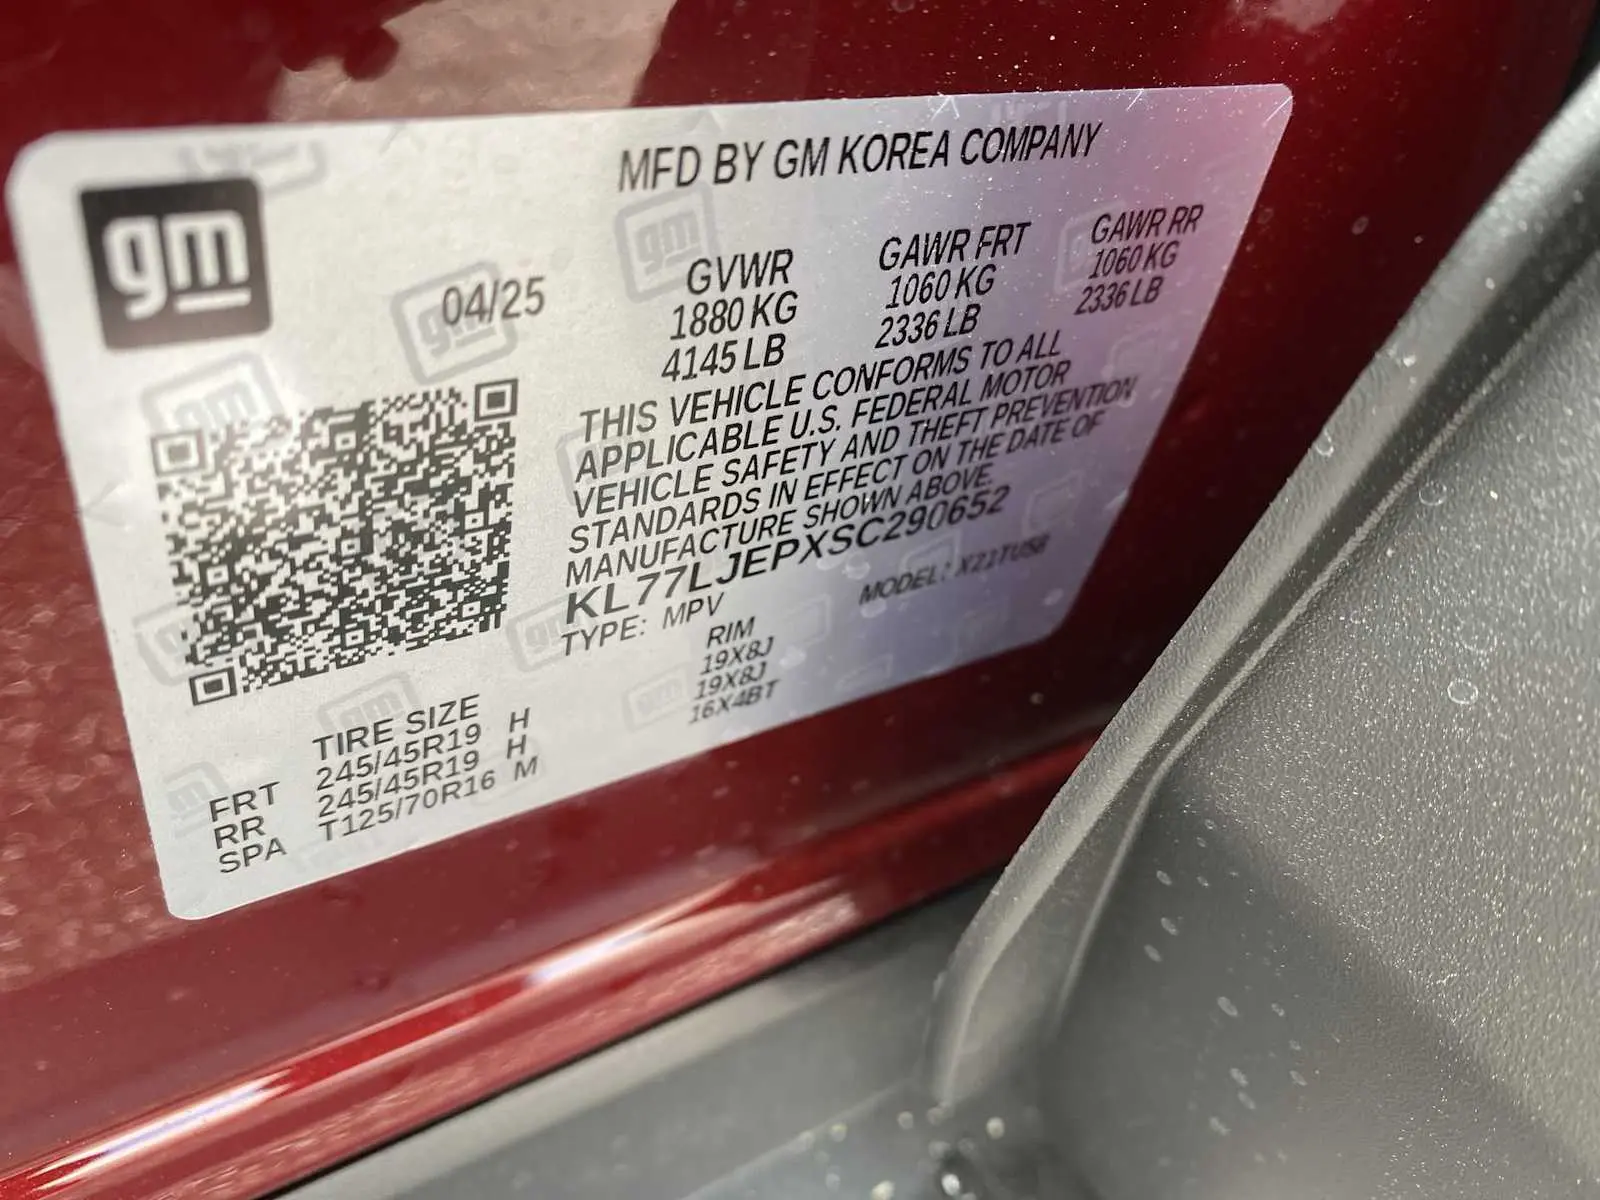 gm
MFD BY GM KOREA COMPANY
04/25
GVWR
1880 KG
4145 LB
GAWR FRT
1060 KG
2336 LB
GAWR RR
1060 KG
2336 LB
THIS VEHICLE CONFORMS TO ALL
APPLICABLE U.S. FEDERAL MOTOR
VEHICLE SAFETY AND THEFT PREVENTION
STANDARDS IN EFFECT ON THE DATE OF
MANUFACTURE SHOWN ABOVE.
KL77LJEPXSC290652
TYPE: MPV
MODEL:
TIRE SIZE RIM
FRT 245/45R19 H 19X8J
RR 245/45R19 H 19X8J
SPA T125/70R16 M 16X4BT